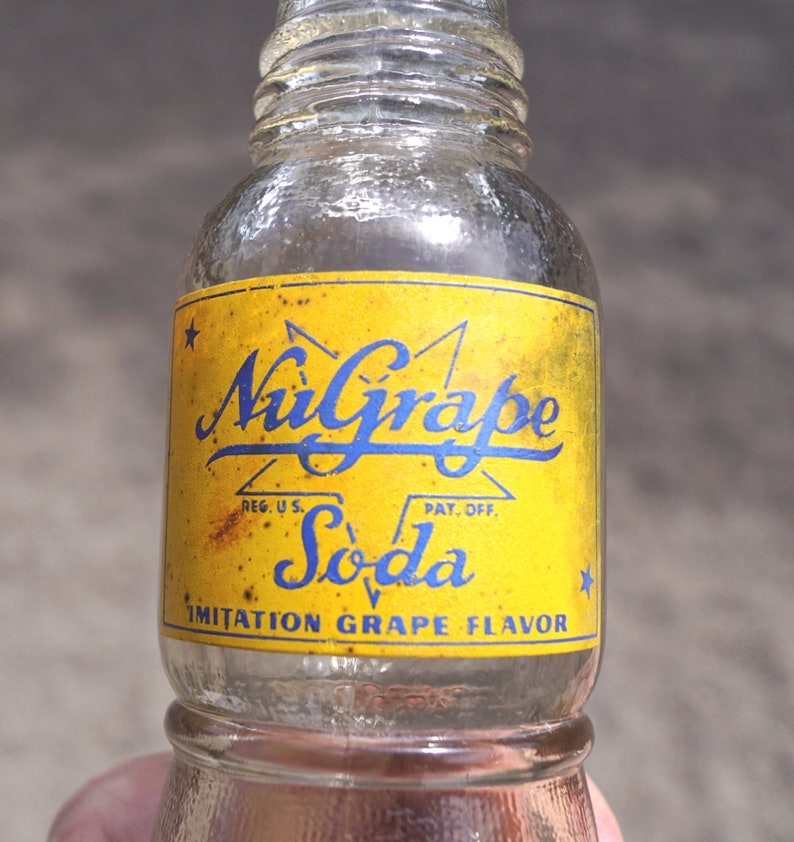 NuGrape
REG. U.S. PAT. OFF.
Soda
IMITATION GRAPE FLAVOR